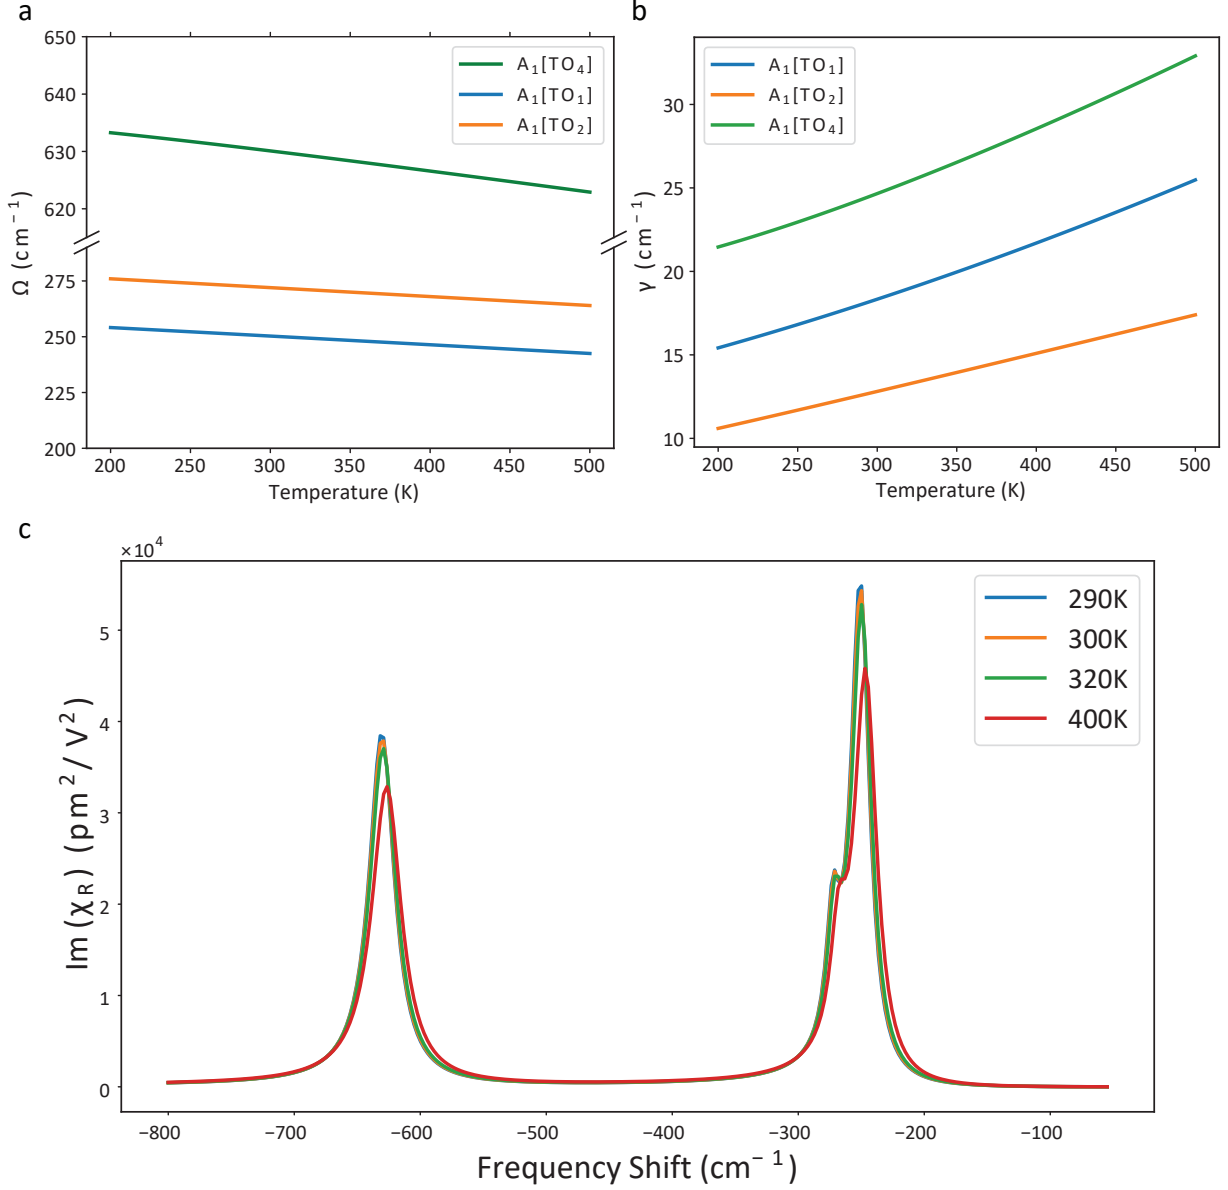 a
650
640
630
620
275
250
225
200
Ω (cm⁻¹)
200 250 300 350 400 450 500
Temperature (K)
A₁[TO₄]
A₁[TO₁]
A₁[TO₂]
b
30
25
20
15
10
γ (cm⁻¹)
200 250 300 350 400 450 500
Temperature (K)
A₁[TO₁]
A₁[TO₂]
A₁[TO₄]
c
×10⁴
5
4
3
2
1
0
Im(χ_R) (pm²/V²)
290K
300K
320K
400K
−800 −700 −600 −500 −400 −300 −200 −100
Frequency Shift (cm⁻¹)